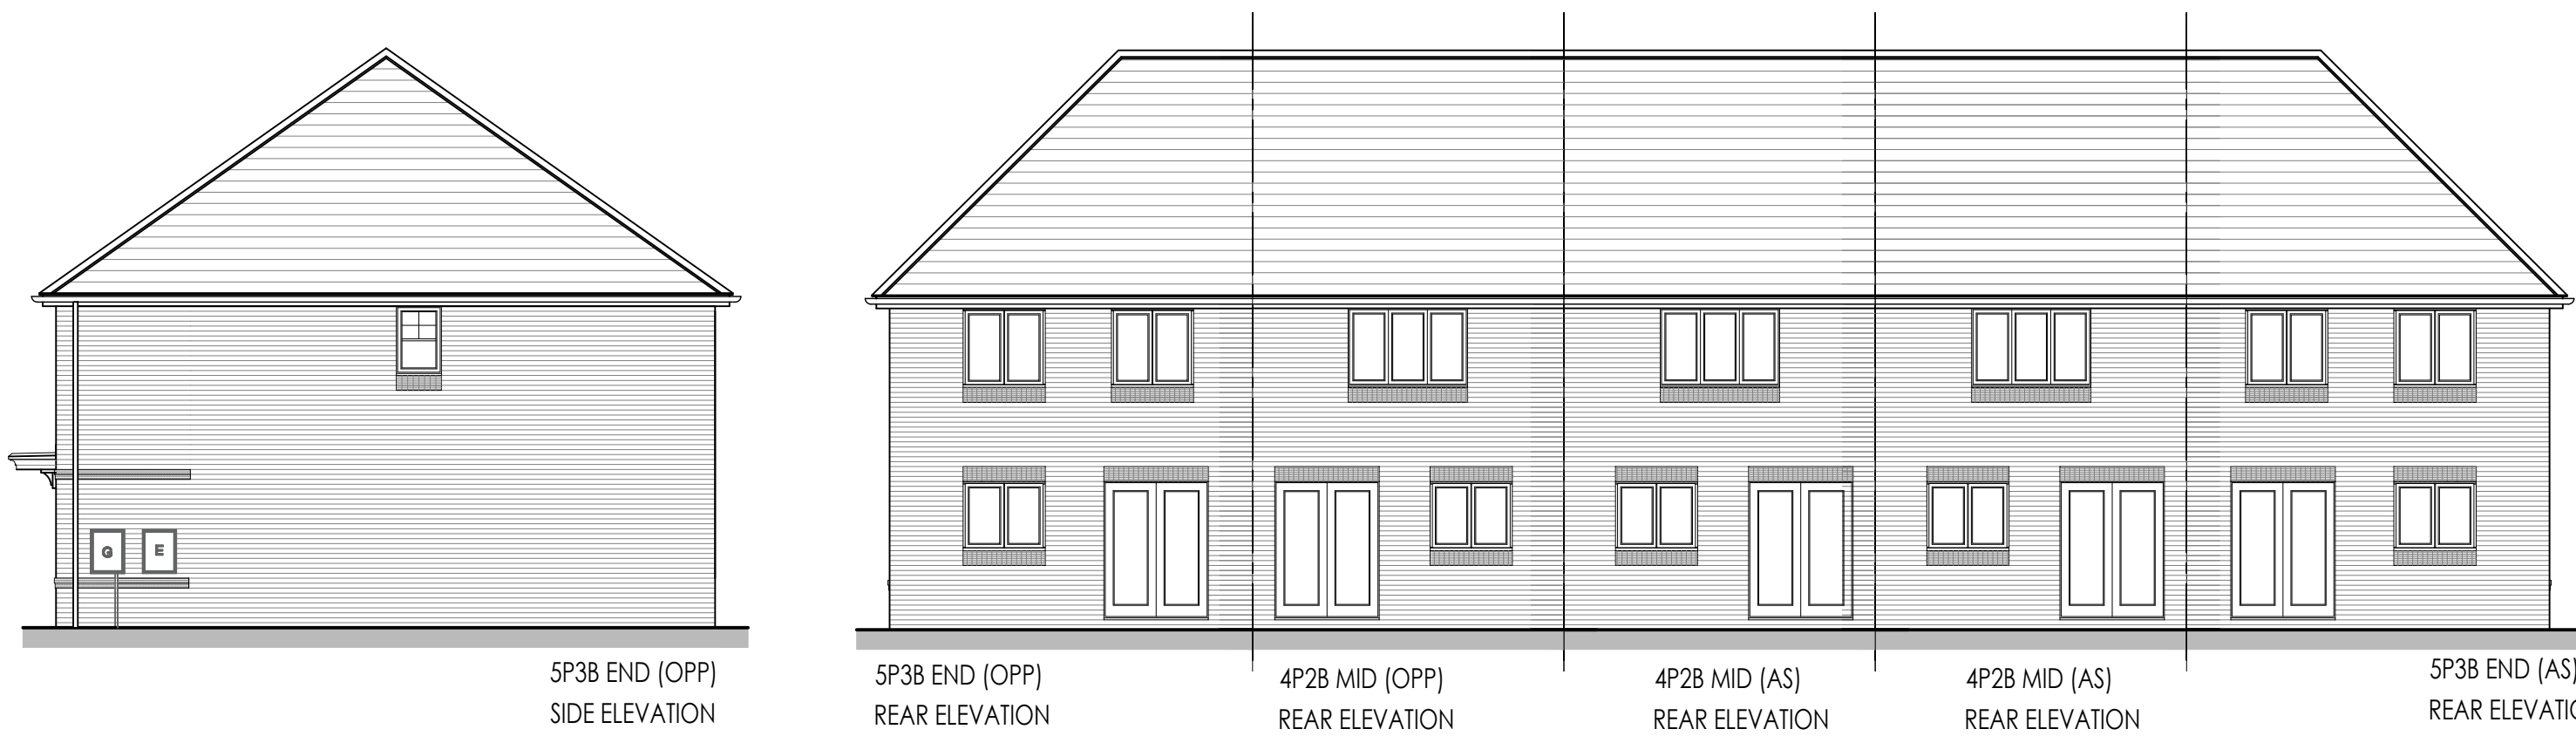 G
E
5P3B END (OPP)
SIDE ELEVATION
5P3B END (OPP)
REAR ELEVATION
4P2B MID (OPP)
REAR ELEVATION
4P2B MID (AS)
REAR ELEVATION
4P2B MID (AS)
REAR ELEVATION
5P3B END (AS)
REAR